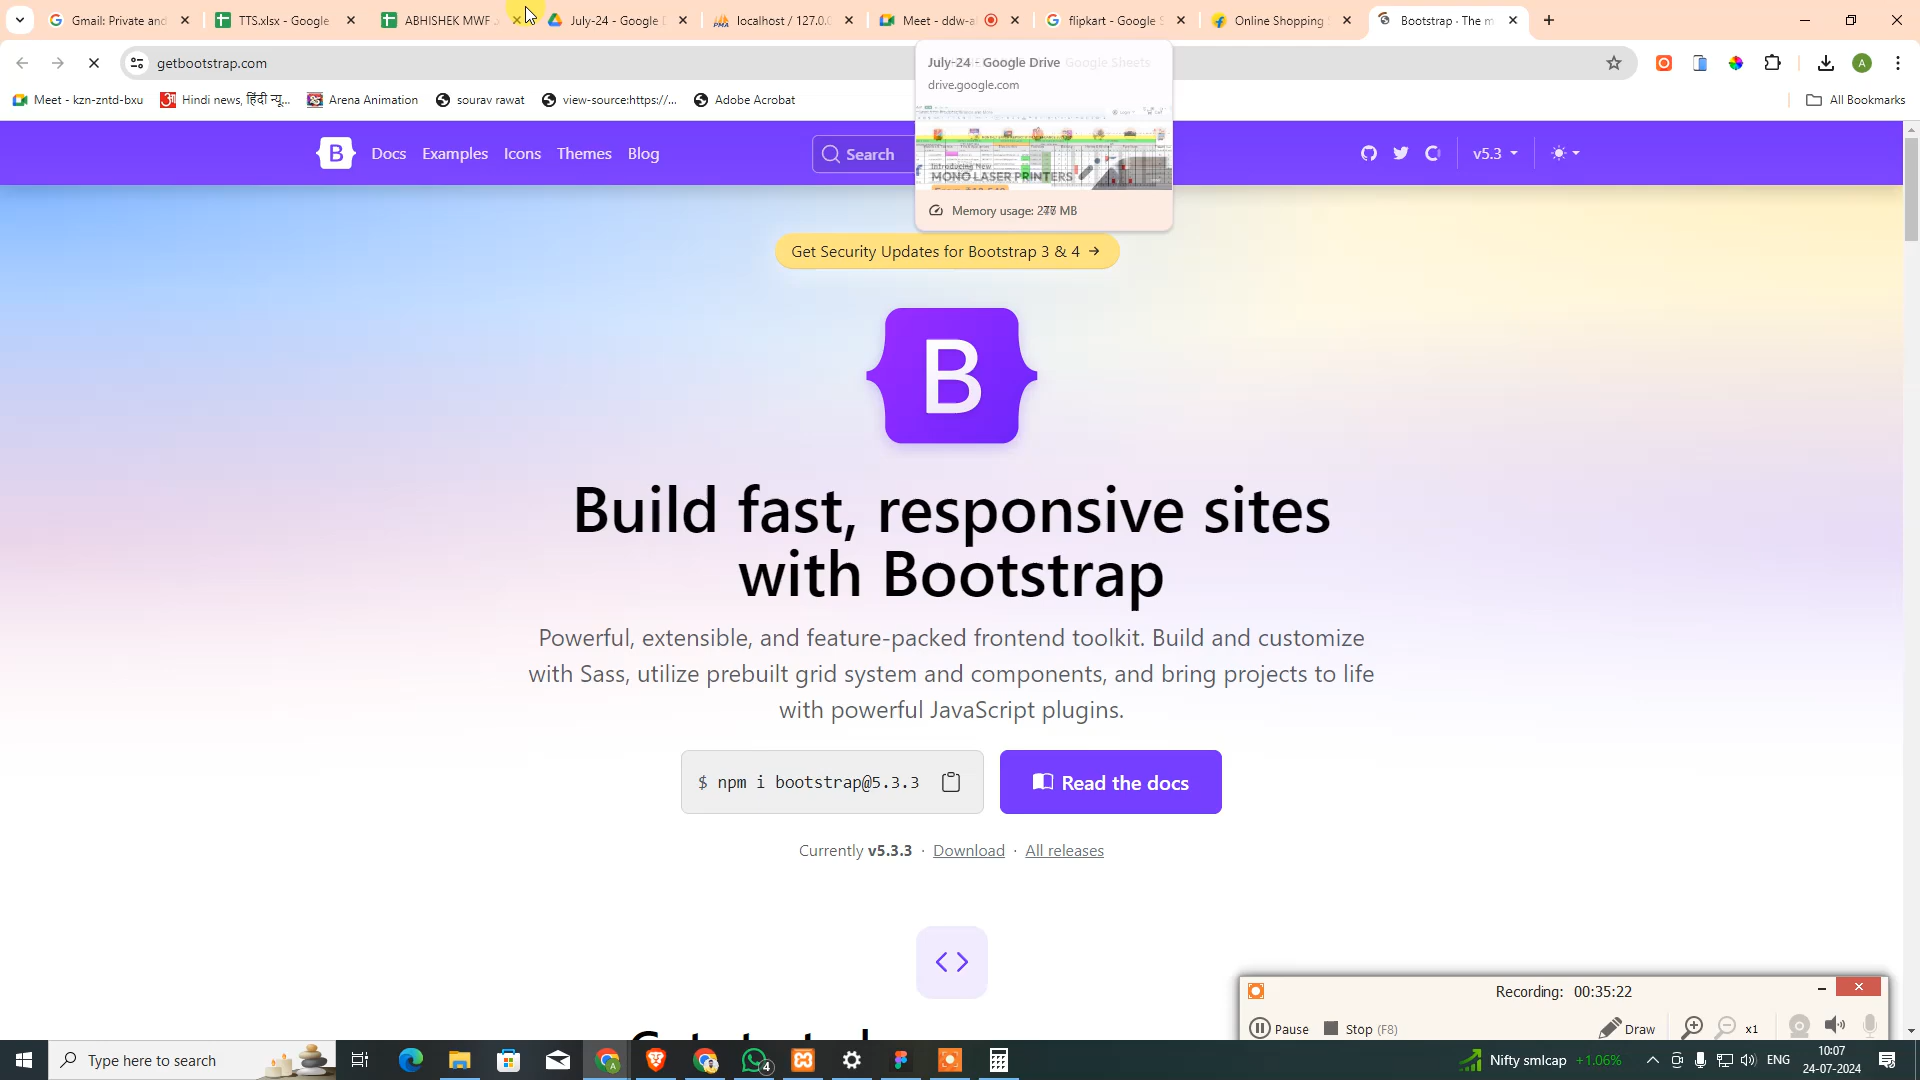 Gmail: Private and
TTS.xlsx - Google
ABHISHEK MWF
July-24 - Google D
localhost / 127.0.0
Meet - ddw-a
flipkart - Google S
Online Shopping
Bootstrap · The m
getbootstrap.com
Meet - kzn-zntd-bxu
Hindi news, हिंदी न्यू...
Arena Animation
sourav rawat
view-source:https://...
Adobe Acrobat
All Bookmarks
July-24 - Google Drive Google Sheets
drive.google.com
MONO LASER PRINTERS
Memory usage: MB
B
Docs
Examples
Icons
Themes
Blog
Search
v5.3
Get Security Updates for Bootstrap 3 & 4 →
B
Build fast, responsive sites
with Bootstrap
Powerful, extensible, and feature-packed frontend toolkit. Build and customize
with Sass, utilize prebuilt grid system and components, and bring projects to life
with powerful JavaScript plugins.
$ npm i bootstrap@5.3.3
Read the docs
Currently v5.3.3 · Download · All releases
Recording: 00:35:22
Pause
Stop (F8)
Draw
x1
Type here to search
4
Nifty smlcap +1.06%
ENG
10:07
24-07-2024